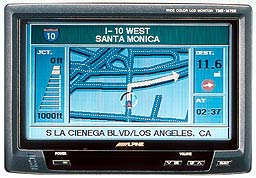 WIDE COLOR LCD MONITOR TME-M750
INTERSTATE
10
I-10 WEST
SANTA MONICA
JCT.
0ft
1000ft
DEST.
11.6
mi
AT
02:37
S LA CIENEGA BLVD/LOS ANGELES. CA
POWER
ALPINE
VOLUME